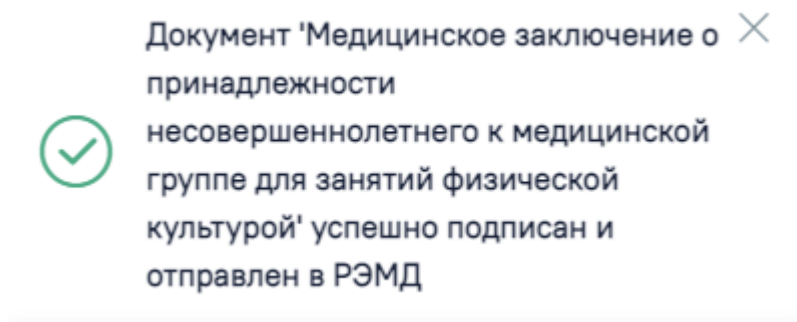 Документ 'Медицинское заключение о
принадлежности
несовершеннолетнего к медицинской
группе для занятий физической
культурой' успешно подписан и
отправлен в РЭМД